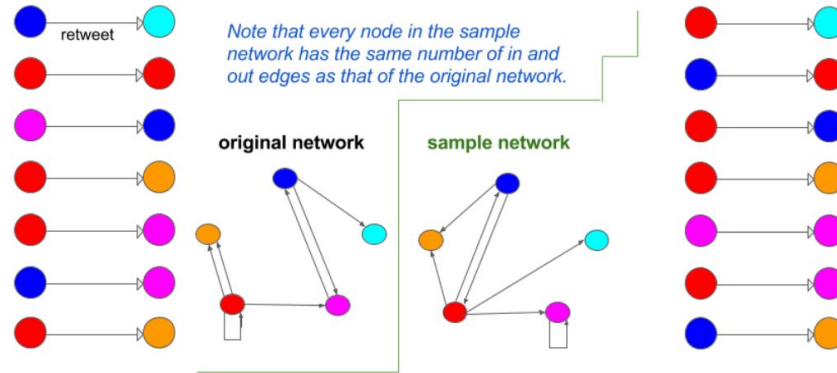 retweet
Note that every node in the sample
network has the same number of in and
out edges as that of the original network.
original network
sample network